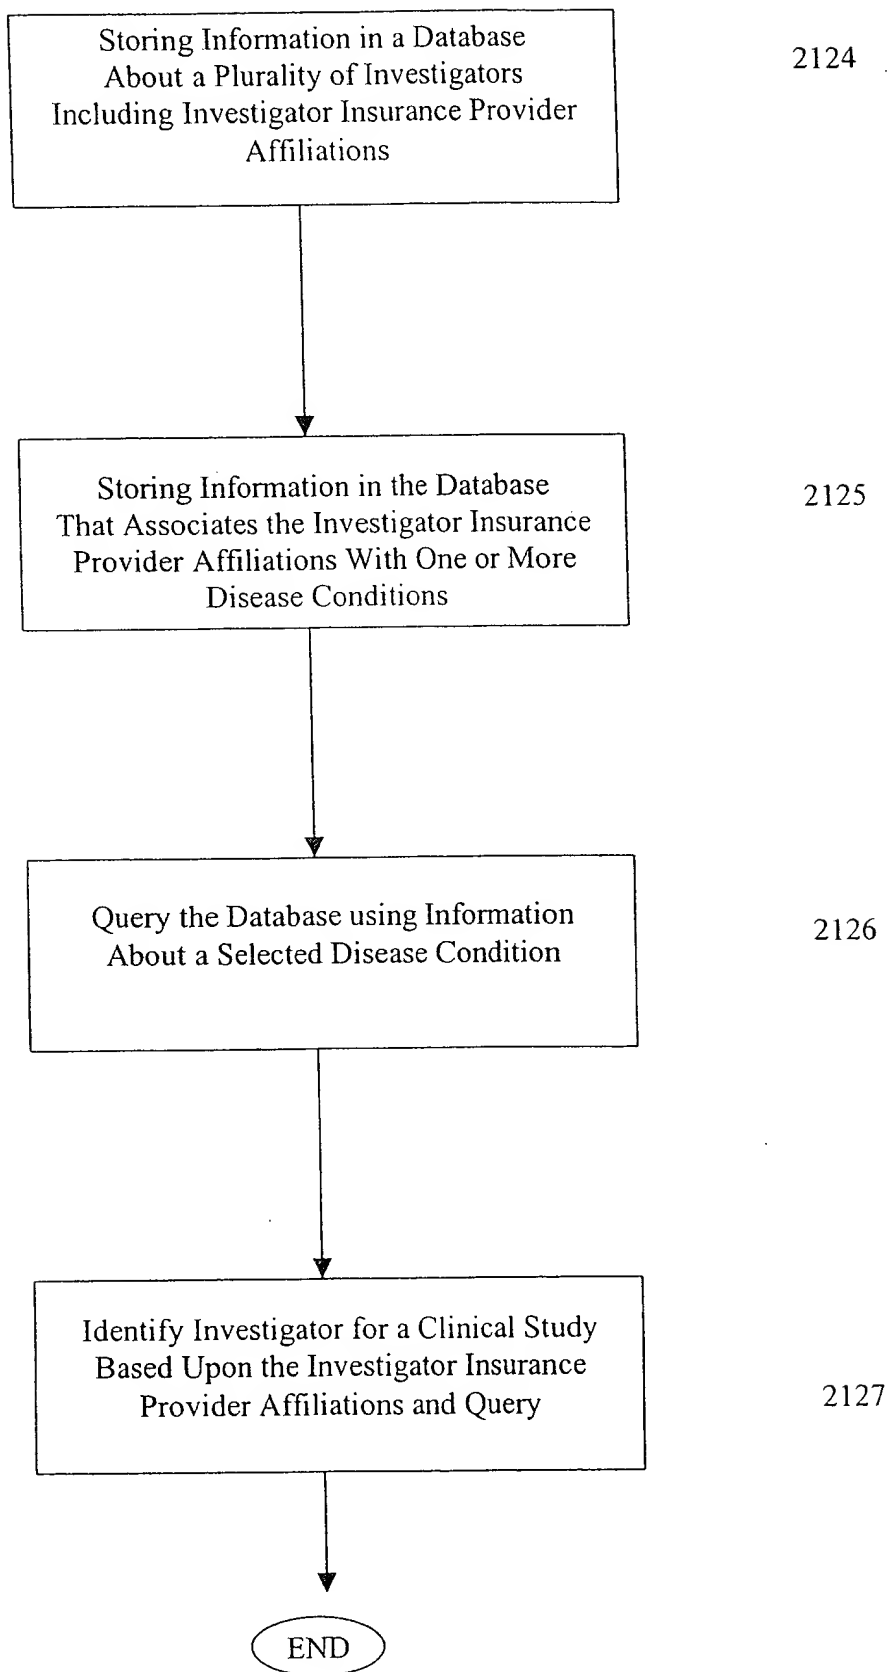 Storing Information in a Database
About a Plurality of Investigators
Including Investigator Insurance Provider
Affiliations
2124
Storing Information in the Database
That Associates the Investigator Insurance
Provider Affiliations With One or More
Disease Conditions
2125
Query the Database using Information
About a Selected Disease Condition
2126
Identify Investigator for a Clinical Study
Based Upon the Investigator Insurance
Provider Affiliations and Query
2127
END